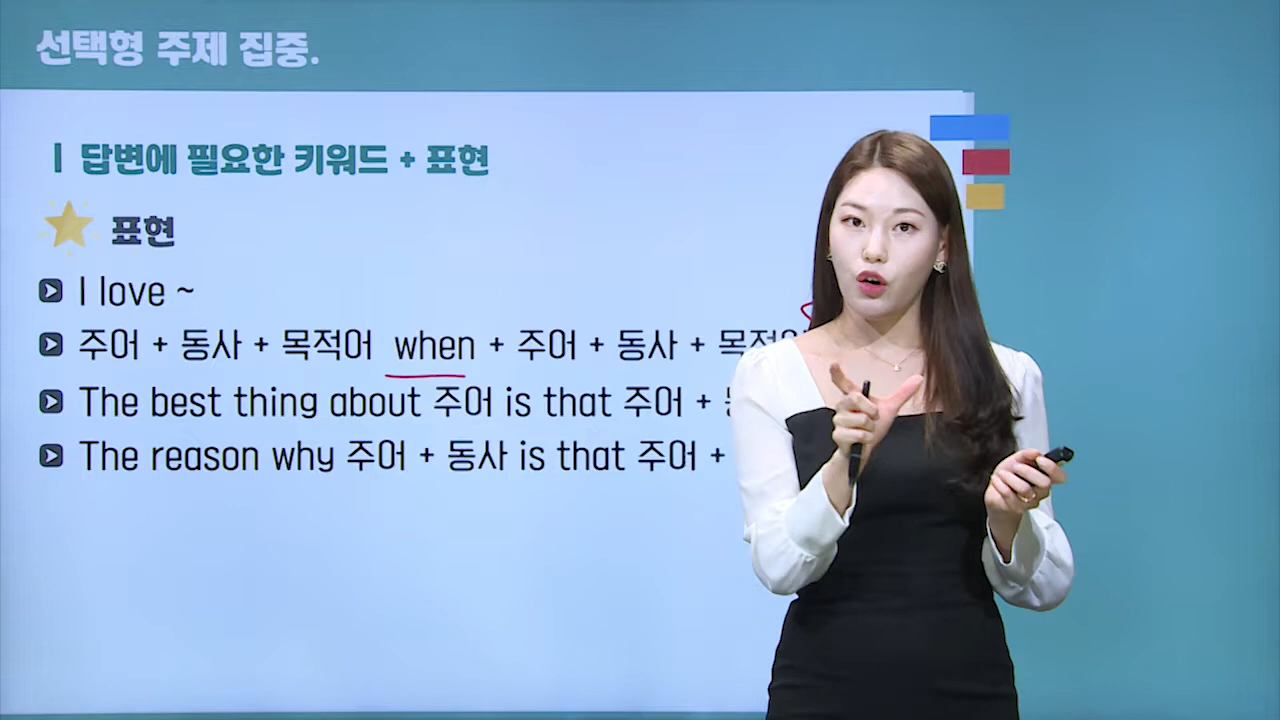 선택형 주제 집중.
I 답변에 필요한 키워드 + 표현
표현
I love ~
주어 + 동사 + 목적어 when + 주어 + 동사 +
The best thing about 주어 is that 주어 +
The reason why 주어 + 동사 is that 주어 +